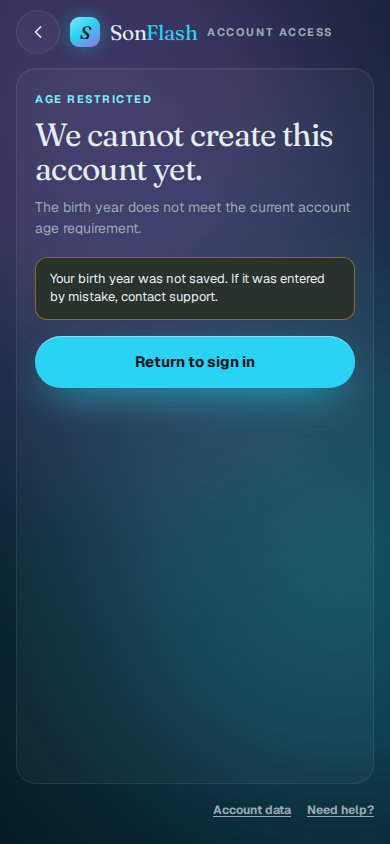 S SonFlash ACCOUNT ACCESS
AGE RESTRICTED
We cannot create this
account yet.
The birth year does not meet the current account
age requirement.
Your birth year was not saved. If it was entered
by mistake, contact support.
Return to sign in
Account data Need help?